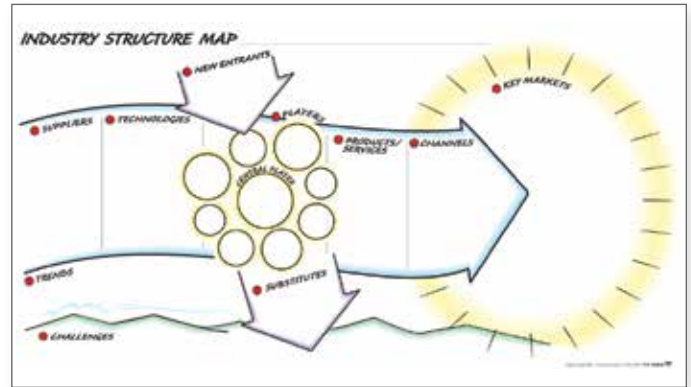 INDUSTRY STRUCTURE MAP
NEW ENTRANTS
KEY MARKETS
SUPPLIERS
TECHNOLOGIES
PLAYERS
PRODUCTS/
SERVICES
CHANNELS
CENTRAL PLAYER
TRENDS
SUBSTITUTES
CHALLENGES